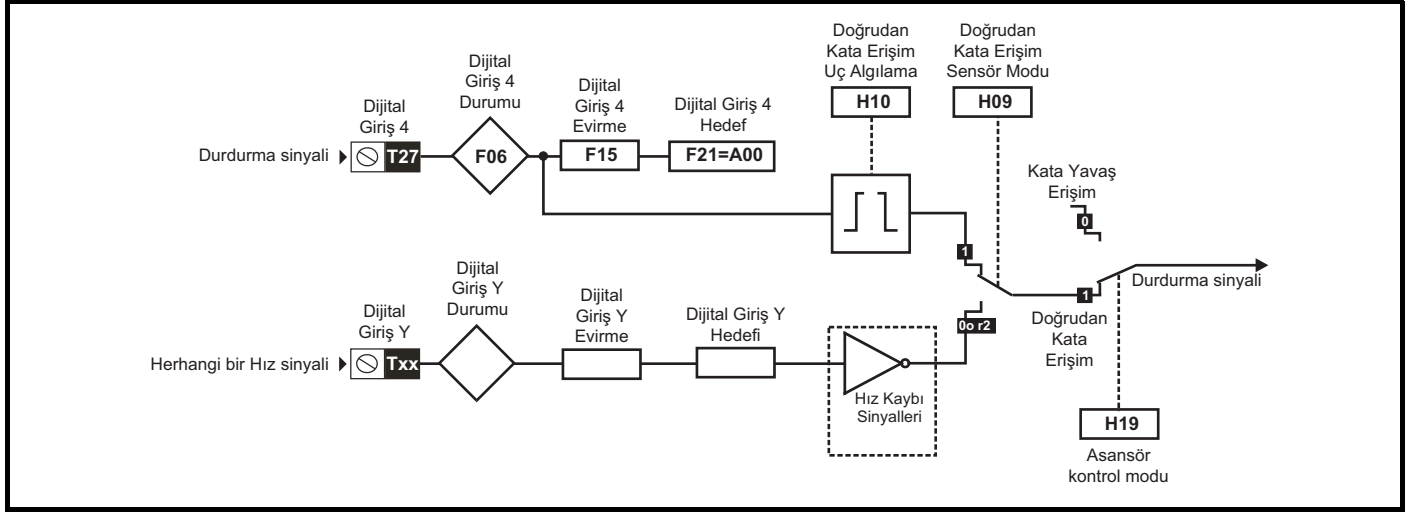 Durdurma sinyali
Dijital
Giriş 4
T27
Dijital
Giriş 4
Durumu
F06
Dijital
Giriş 4
Evirme
F15
Dijital Giriş 4
Hedef
F21=A00
Doğrudan
Kata Erişim
Uç Algılama
H10
Doğrudan
Kata Erişim
Sensör Modu
H09
1
0o r2
Kata Yavaş
Erişim
0
1
Doğrudan
Kata
Erişim
Durdurma sinyali
H19
Asansör
kontrol modu
Herhangi bir Hız sinyali
Dijital
Giriş Y
Txx
Dijital
Giriş Y
Durumu
Dijital
Giriş Y
Evirme
Dijital Giriş Y
Hedefi
Hız Kaybı
Sinyalleri